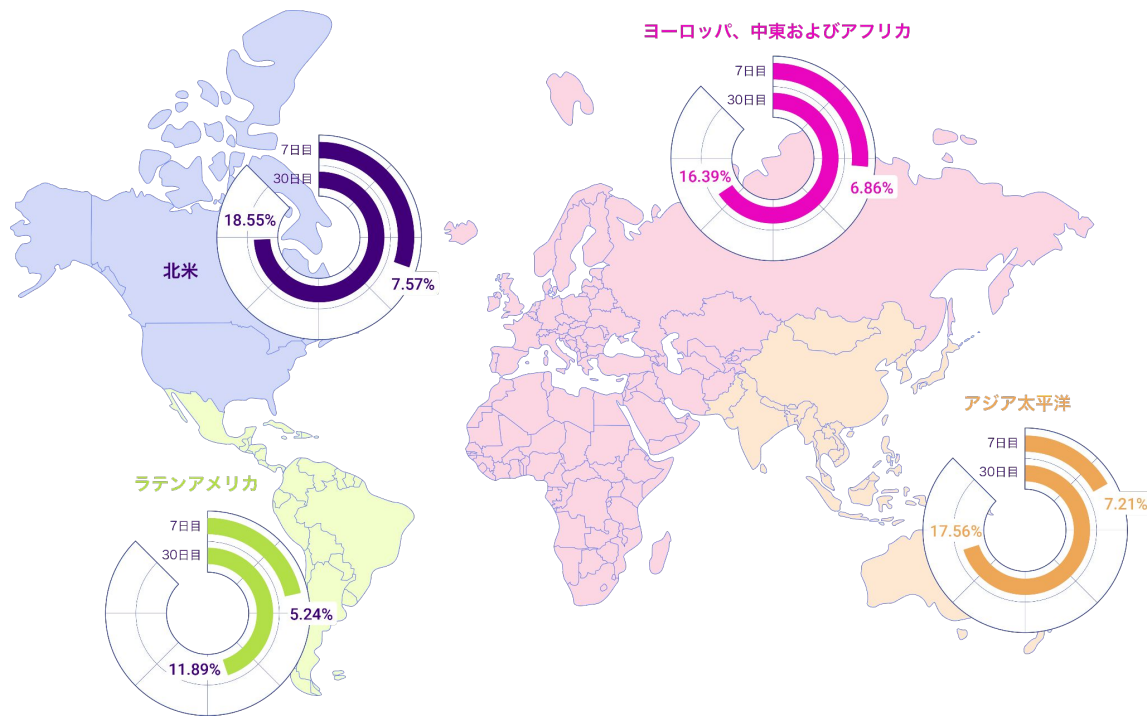 ヨーロッパ、中東およびアフリカ
7日目
30日目
16.39%
6.86%
7日目
30日目
18.55%
北米
7.57%
アジア太平洋
7日目
30日目
7.21%
17.56%
ラテンアメリカ
7日目
30日目
5.24%
11.89%